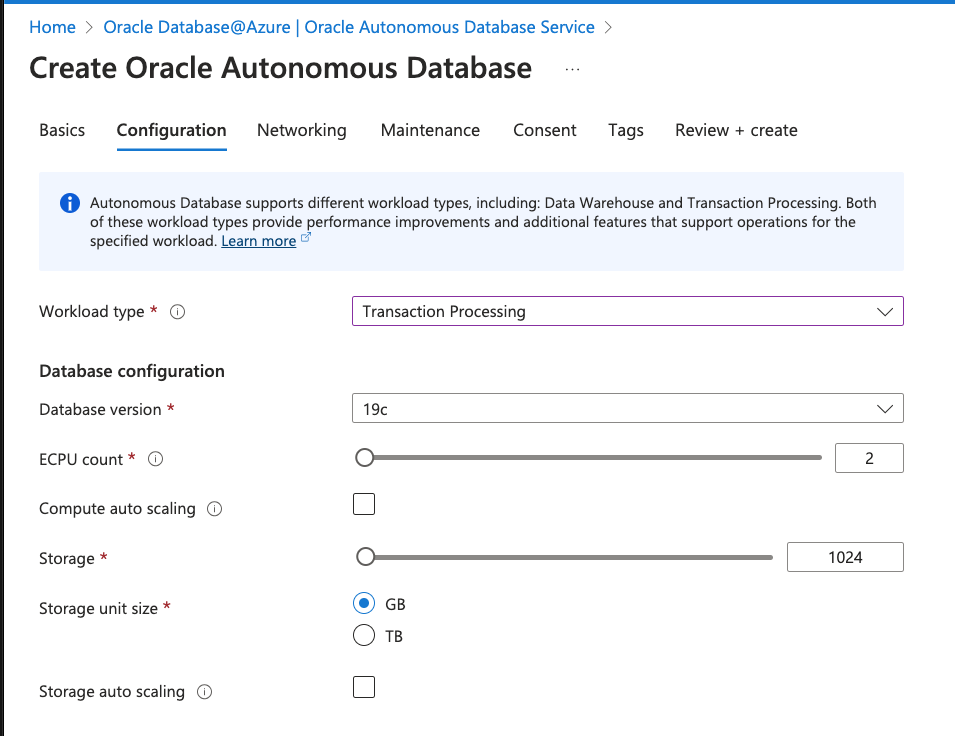 Home > Oracle Database@Azure | Oracle Autonomous Database Service >
Create Oracle Autonomous Database ...
Basics Configuration Networking Maintenance Consent Tags Review + create
Autonomous Database supports different workload types, including: Data Warehouse and Transaction Processing. Both
of these workload types provide performance improvements and additional features that support operations for the
specified workload. Learn more
Workload type * Transaction Processing
Database configuration
Database version * 19c
ECPU count * 2
Compute auto scaling
Storage * 1024
Storage unit size * GB
TB
Storage auto scaling